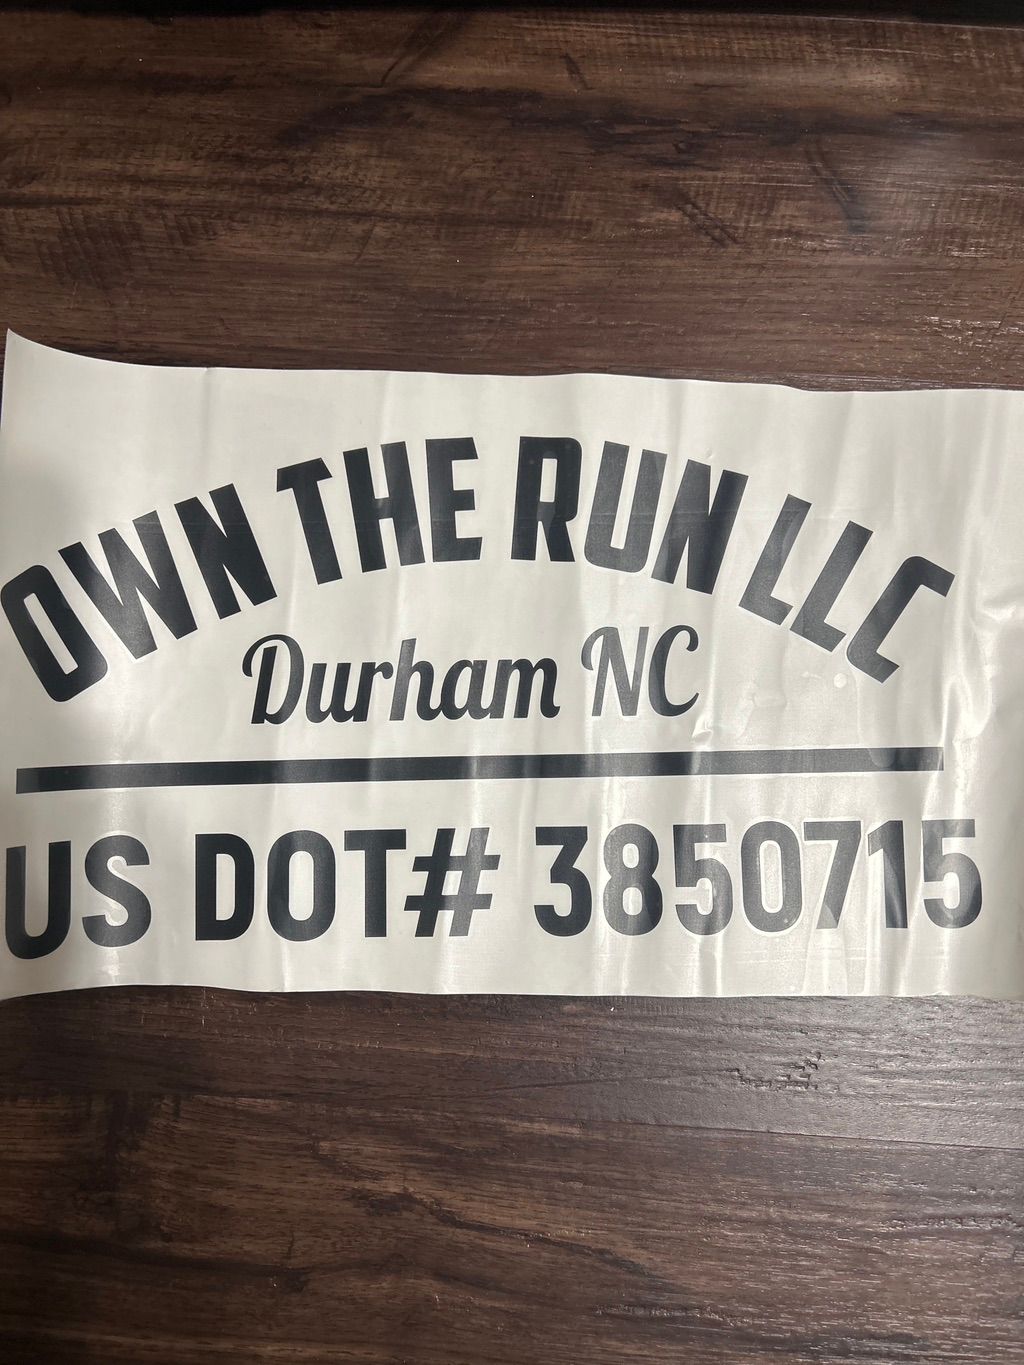 OWN THE RUN LLC
Durham NC
US DOT# 3850715